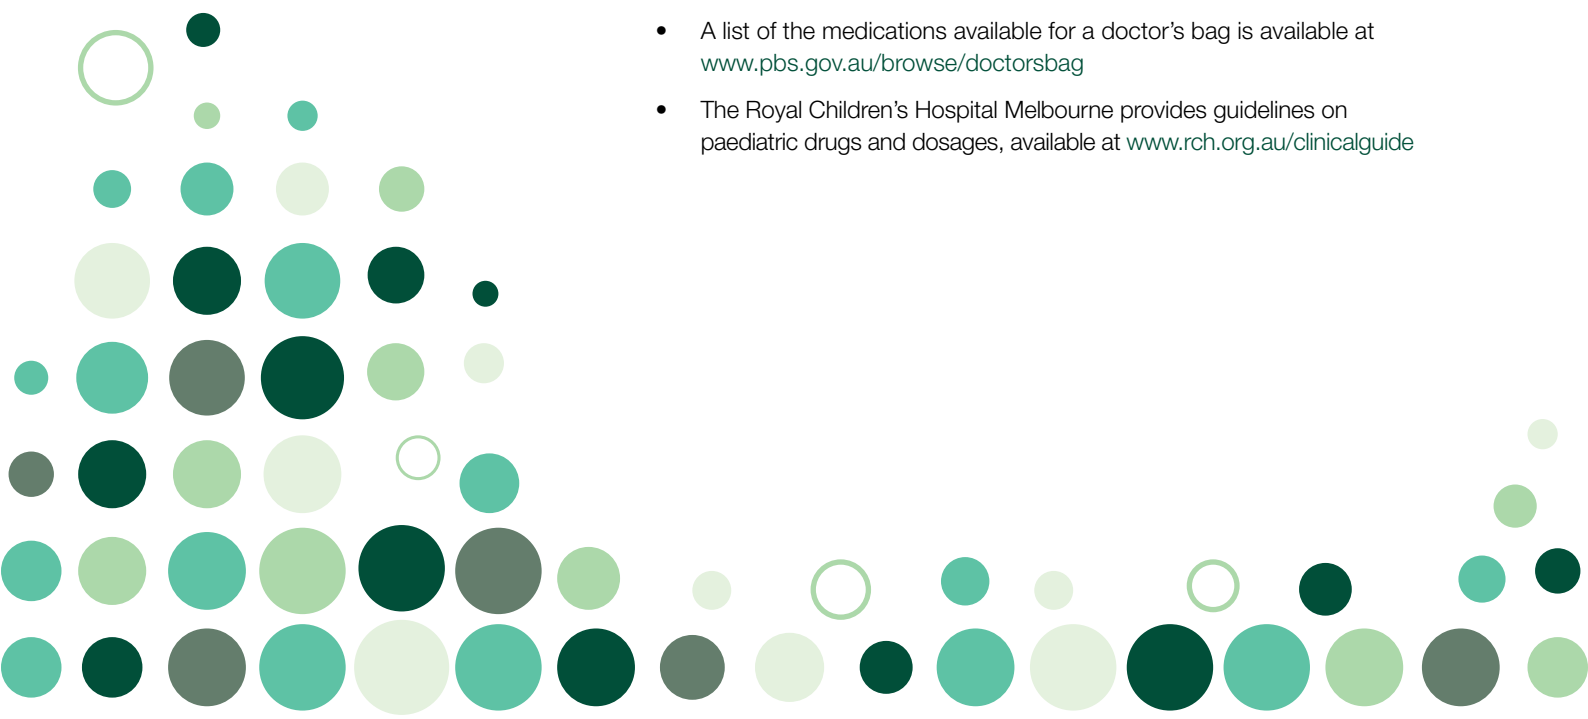 • A list of the medications available for a doctor’s bag is available at
www.pbs.gov.au/browse/doctorsbag
• The Royal Children’s Hospital Melbourne provides guidelines on
paediatric drugs and dosages, available at www.rch.org.au/clinicalguide